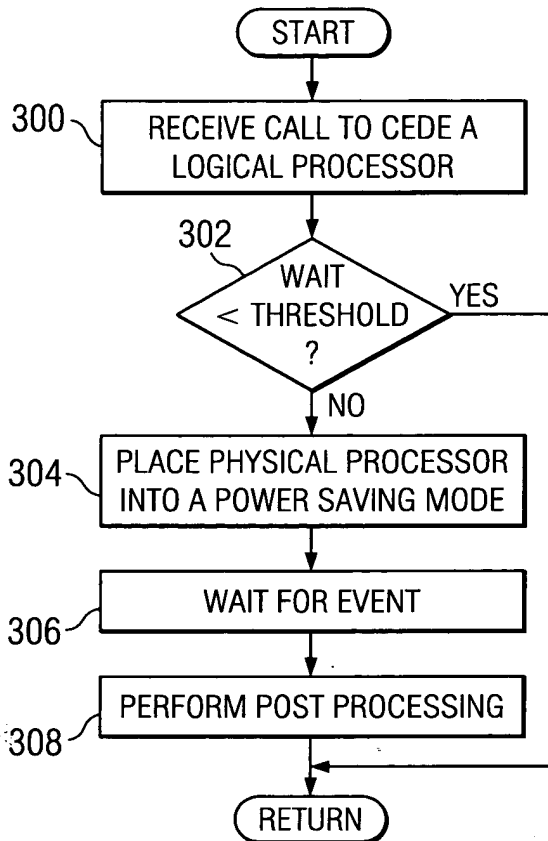 START
300
RECEIVE CALL TO CEDE A
LOGICAL PROCESSOR
302
WAIT
< THRESHOLD
?
YES
NO
304
PLACE PHYSICAL PROCESSOR
INTO A POWER SAVING MODE
306
WAIT FOR EVENT
308
PERFORM POST PROCESSING
RETURN